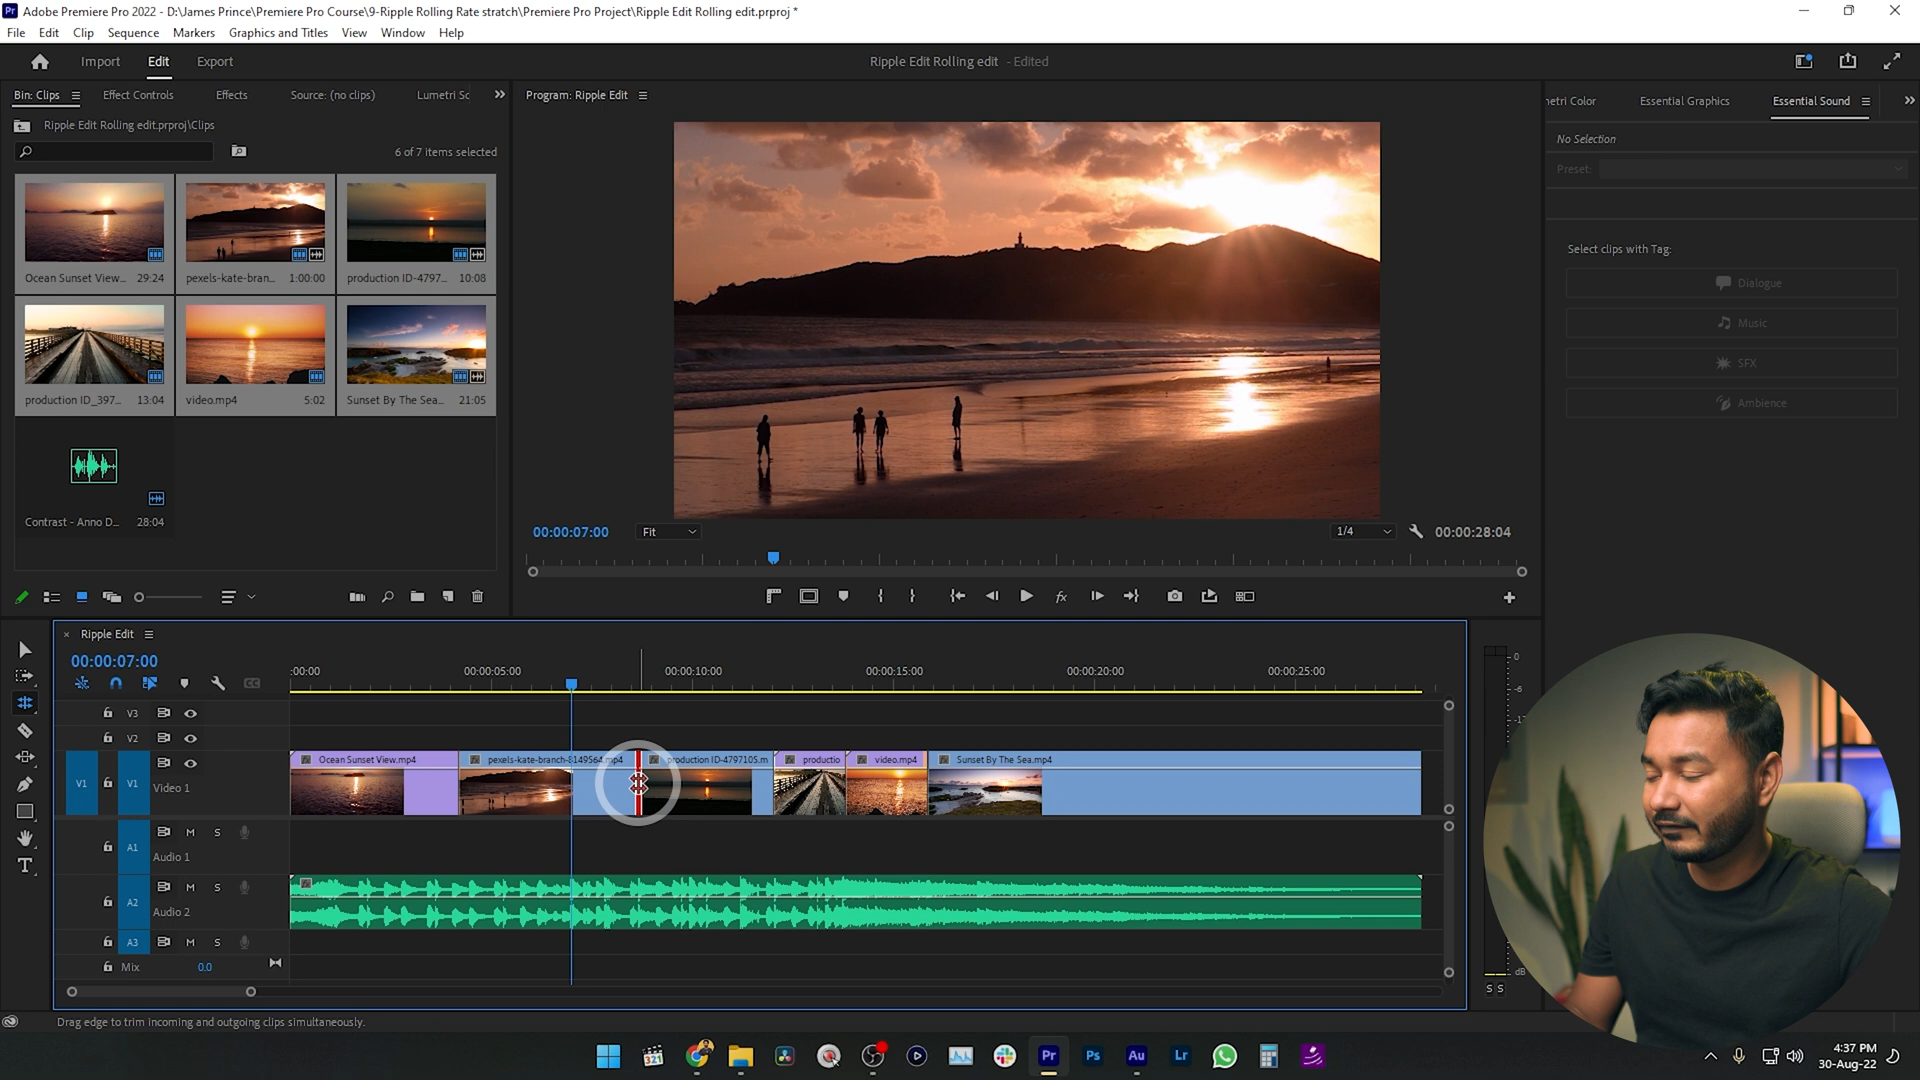 Adobe Premiere Pro 2022 - D:\James Prince\Premiere Pro Course\9-Ripple Rolling Rate stratch\Premiere Pro Project\Ripple Edit Rolling edit.prproj *
File Edit Clip Sequence Markers Graphics and Titles View Window Help
Import Edit Export
Ripple Edit Rolling edit - Edited
Bin: Clips Effect Controls Effects Source: (no clips) Lumetri Sc
Program: Ripple Edit
netri Color Essential Graphics Essential Sound
Ripple Edit Rolling edit.prproj\Clips
6 of 7 items selected
No Selection
Preset:
Select clips with Tag:
Dialogue
Music
SFX
Ambience
Ocean Sunset View... 29:24
pexels-kate-bran... 1:00:00
production ID-4797... 10:08
production ID_397... 13:04
video.mp4 5:02
Sunset By The Sea... 21:05
Contrast - Anno D... 28:04
00:00:07:00 Fit 1/4 00:00:28:04
Ripple Edit
00:00:07:00
:00:00 00:00:05:00 00:00:10:00 00:00:15:00 00:00:20:00 00:00:25:00
V3
V2
V1 V1 Video 1
Ocean Sunset View.mp4 pexels-kate-branch-8149564.mp4 production ID-4797105.m productio video.mp4 Sunset By The Sea.mp4
A1 M S
Audio 1
A2 M S
Audio 2
A3 M S
Mix 0.0
0
-6
dB
S S
Drag edge to trim incoming and outgoing clips simultaneously.
321
Pr Ps Au Lr
4:37 PM
30-Aug-22